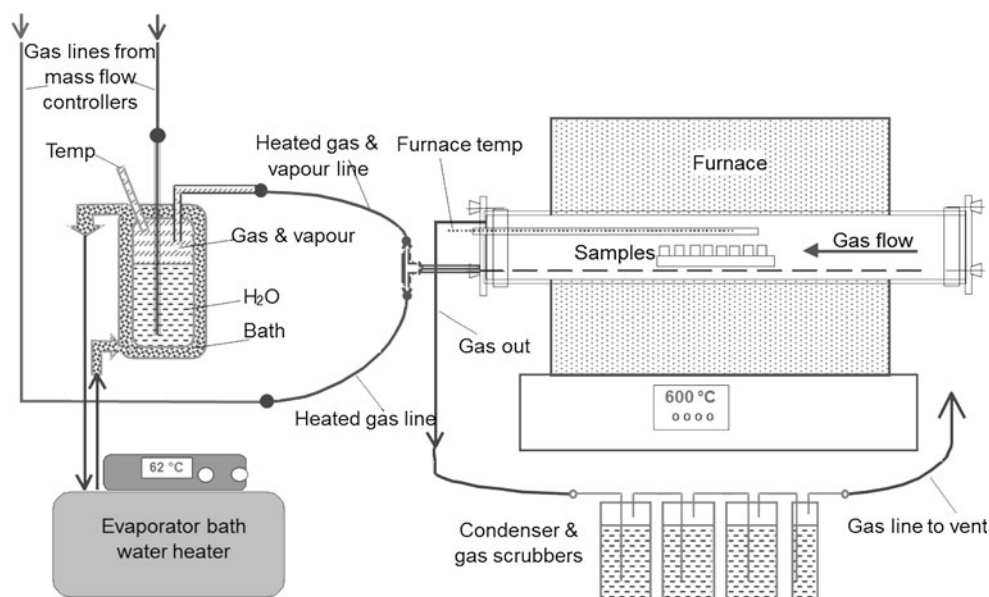 Gas lines from
mass flow
controllers
Temp
Heated gas &
vapour line
Furnace temp
Furnace
Gas & vapour
Samples
Gas flow
H₂O
Bath
Gas out
Heated gas line
600 °C
62 °C
Evaporator bath
water heater
Condenser &
gas scrubbers
Gas line to vent